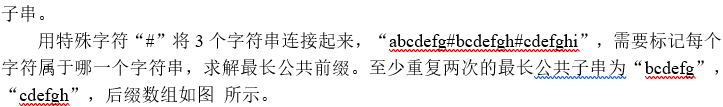 子串。
用特殊字符“#”将 3 个字符串连接起来，“abcdefg#bcdefgh#cdefghi”，需要标记每个
字符属于哪一个字符串，求解最长公共前缀。至少重复两次的最长公共子串为“bcdefg”，
“cdefgh”，后缀数组如图 所示。